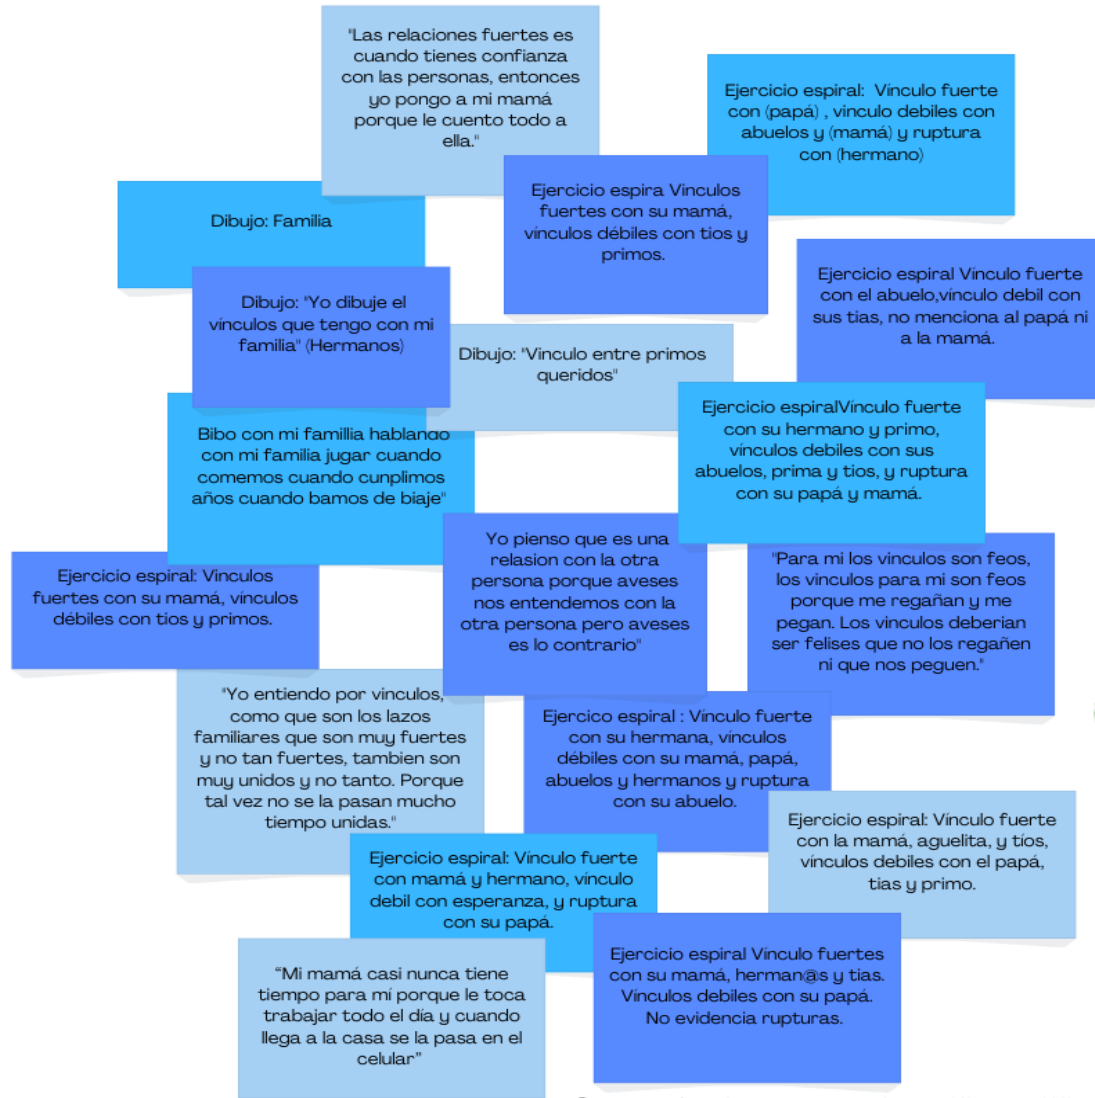 "Las relaciones fuertes es
cuando tienes confianza
con las personas, entonces
yo pongo a mi mamá
porque le cuento todo a
ella."
Ejercicio espiral:  Vínculo fuerte
con (papá) , vinculo debiles con
abuelos y (mamá) y ruptura
con (hermano)
Ejercicio espira Vinculos
fuertes con su mamá,
vínculos débiles con tios y
primos.
Dibujo: Familia
Ejercicio espiral Vínculo fuerte
con el abuelo,vínculo debil con
sus tias, no menciona al papá ni
a la mamá.
Dibujo: "Yo dibuje el
vínculos que tengo con mi
familia" (Hermanos)
Dibujo: "Vinculo entre primos
queridos"
Ejercicio espiralVínculo fuerte
con su hermano y primo,
vínculos debiles con sus
abuelos, prima y tios, y ruptura
con su papá y mamá.
Bibo con mi famillia hablando
con mi familia jugar cuando
comemos cuando cunplimos
años cuando bamos de biaje"
Yo pienso que es una
relasion con la otra
persona porque aveses
nos entendemos con la
otra persona pero aveses
es lo contrario"
"Para mi los vinculos son feos,
los vinculos para mi son feos
porque me regañan y me
pegan. Los vinculos deberian
ser felises que no los regañen
ni que nos peguen."
Ejercicio espiral: Vinculos
fuertes con su mamá, vínculos
débiles con tios y primos.
"Yo entiendo por vinculos,
como que son los lazos
familiares que son muy fuertes
y no tan fuertes, tambien son
muy unidos y no tanto. Porque
tal vez no se la pasan mucho
tiempo unidas."
Ejercico espiral : Vínculo fuerte
con su hermana, vínculos
débiles con su mamá, papá,
abuelos y hermanos y ruptura
con su abuelo.
Ejercicio espiral: Vínculo fuerte
con la mamá, aguelita, y tíos,
vínculos debiles con el papá,
tias y primo.
Ejercicio espiral: Vínculo fuerte
con mamá y hermano, vínculo
debil con esperanza, y ruptura
con su papá.
Ejercicio espiral Vínculo fuertes
con su mamá, herman@s y tias.
Vínculos debiles con su papá.
No evidencia rupturas.
“Mi mamá casi nunca tiene
tiempo para mí porque le toca
trabajar todo el día y cuando
llega a la casa se la pasa en el
celular”